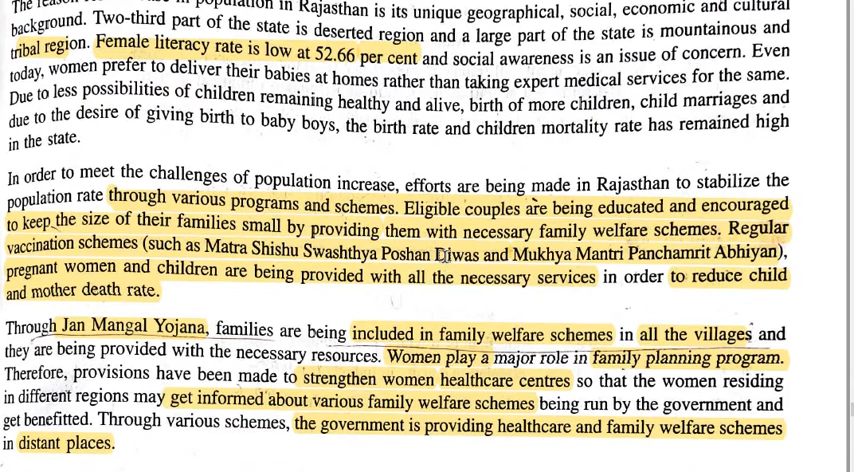 The reason population in Rajasthan is its unique geographical, social, economic and cultural
background. Two-third part of the state is deserted region and a large part of the state is mountainous and
tribal region. Female literacy rate is low at 52.66 per cent and social awareness is an issue of concern. Even
today, women prefer to deliver their babies at homes rather than taking expert medical services for the same.
Due to less possibilities of children remaining healthy and alive, birth of more children, child marriages and
due to the desire of giving birth to baby boys, the birth rate and children mortality rate has remained high
in the state.
In order to meet the challenges of population increase, efforts are being made in Rajasthan to stabilize the
population rate through various programs and schemes. Eligible couples are being educated and encouraged
to keep the size of their families small by providing them with necessary family welfare schemes. Regular
vaccination schemes (such as Matra Shishu Swashthya Poshan Diwas and Mukhya Mantri Panchamrit Abhiyan),
pregnant women and children are being provided with all the necessary services in order to reduce child
and mother death rate.
Through Jan Mangal Yojana, families are being included in family welfare schemes in all the villages and
they are being provided with the necessary resources. Women play a major role in family planning program.
Therefore, provisions have been made to strengthen women healthcare centres so that the women residing
in different regions may get informed about various family welfare schemes being run by the government and
get benefitted. Through various schemes, the government is providing healthcare and family welfare schemes
in distant places.